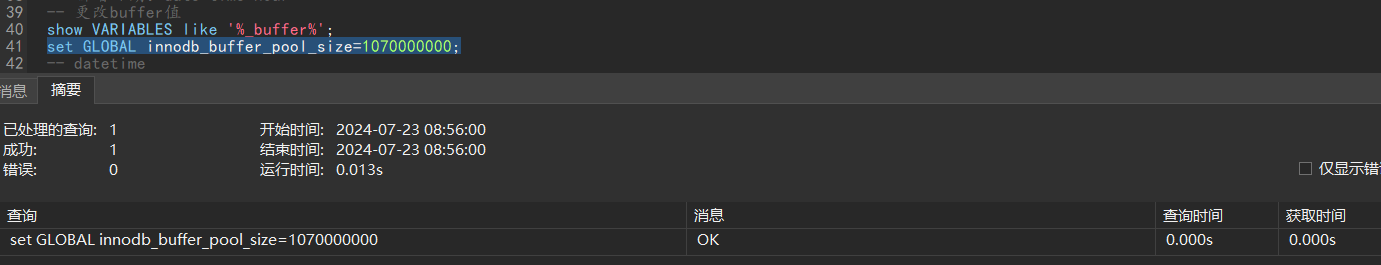 39 -- 更改buffer值
40 show VARIABLES like '%_buffer%';
41 set GLOBAL innodb_buffer_pool_size=1070000000;
42 -- datetime
消息 摘要
已处理的查询: 1 开始时间: 2024-07-23 08:56:00
成功: 1 结束时间: 2024-07-23 08:56:00
错误: 0 运行时间: 0.013s
仅显示错
查询 消息 查询时间 获取时间
set GLOBAL innodb_buffer_pool_size=1070000000 OK 0.000s 0.000s